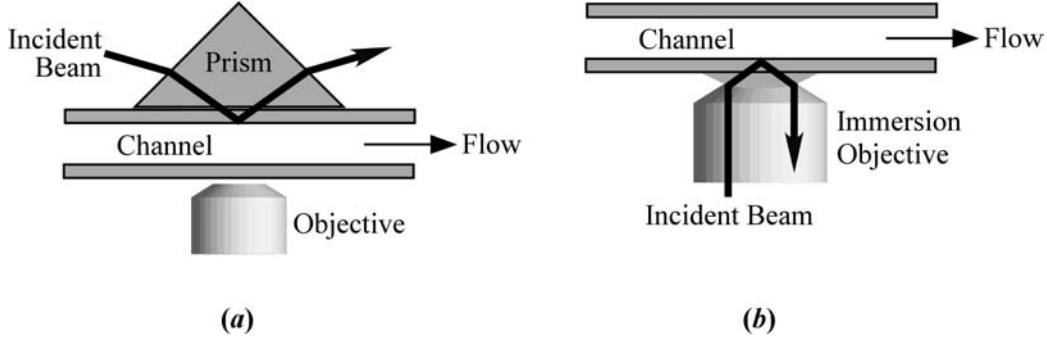 Incident
Beam
Prism
Channel
Flow
Objective
(a)
Channel
Flow
Immersion
Objective
Incident Beam
(b)